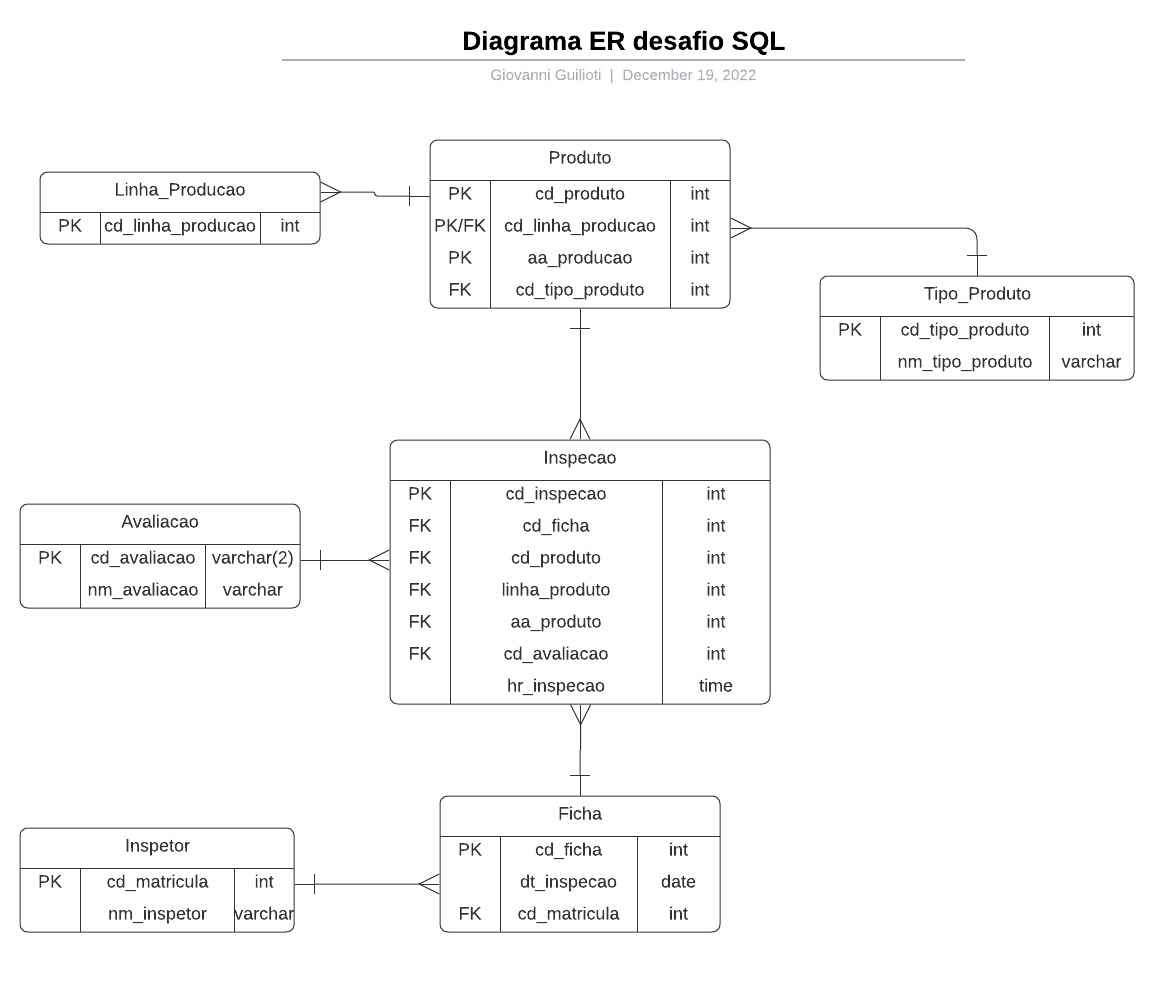 Diagrama ER desafio SQL
Giovanni Guilioti | December 19, 2022
Produto
PK cd_produto int
PK/FK cd_linha_producao int
PK aa_producao int
FK cd_tipo_produto int
Linha_Producao
PK cd_linha_producao int
Tipo_Produto
PK cd_tipo_produto int
nm_tipo_produto varchar
Inspecao
PK cd_inspecao int
FK cd_ficha int
FK cd_produto int
FK linha_produto int
FK aa_produto int
FK cd_avaliacao int
hr_inspecao time
Avaliacao
PK cd_avaliacao varchar(2)
nm_avaliacao varchar
Ficha
PK cd_ficha int
dt_inspecao date
FK cd_matricula int
Inspetor
PK cd_matricula int
nm_inspetor varchar